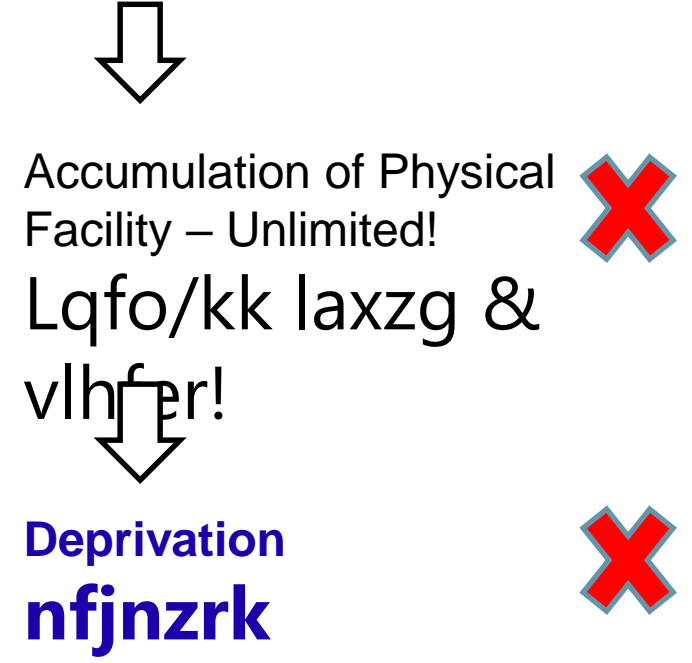 Accumulation of Physical
Facility – Unlimited!
Lqfo/kk laxzg &
vlhfer!
Deprivation
nfjnzrk